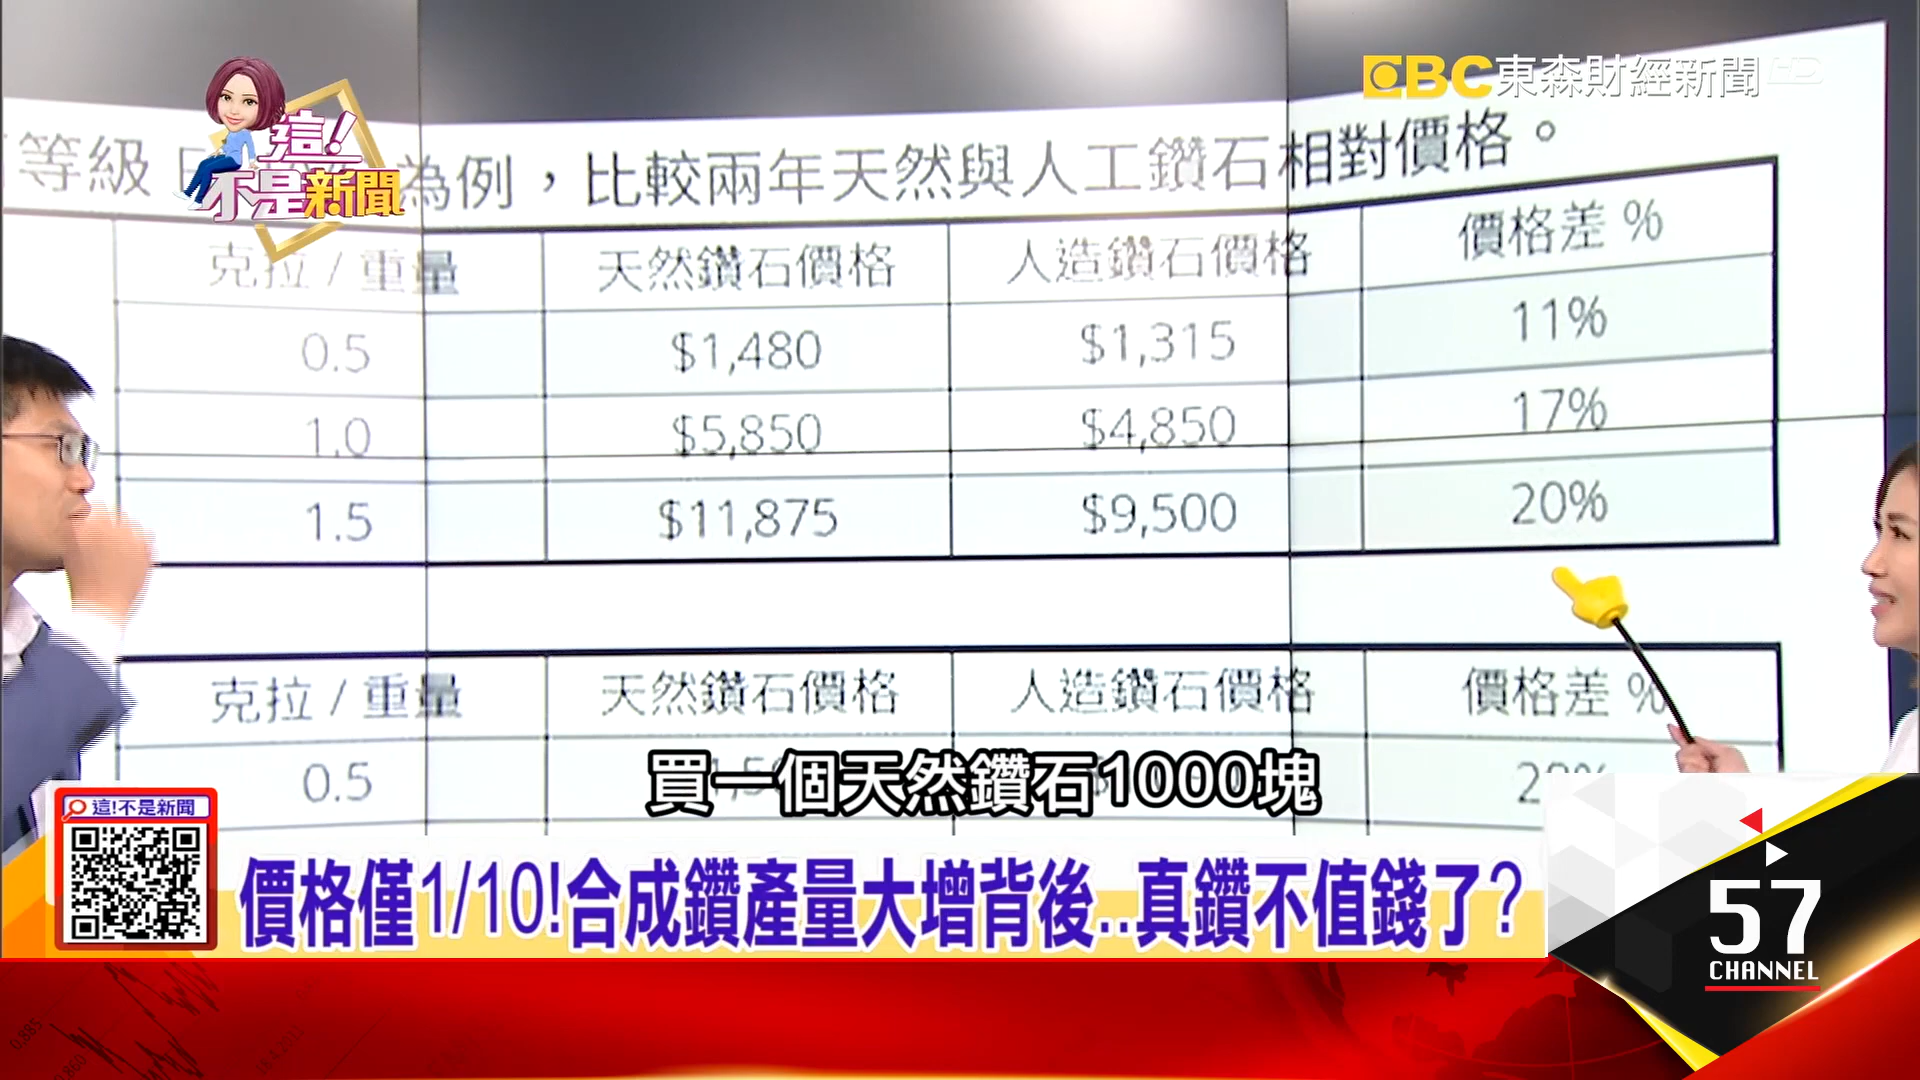 EBC東森財經新聞
這!
不是新聞
等級
為例，比較兩年天然與人工鑽石相對價格。
克拉 / 重量 天然鑽石價格 人造鑽石價格 價格差 %
0.5 $1,480 $1,315 11%
1.0 $5,850 $4,850 17%
1.5 $11,875 $9,500 20%
克拉 / 重量 天然鑽石價格 人造鑽石價格 價格差 %
0.5
買一個天然鑽石1000塊
這!不是新聞
價格僅1/10!合成鑽產量大增背後..真鑽不值錢了?
57
CHANNEL